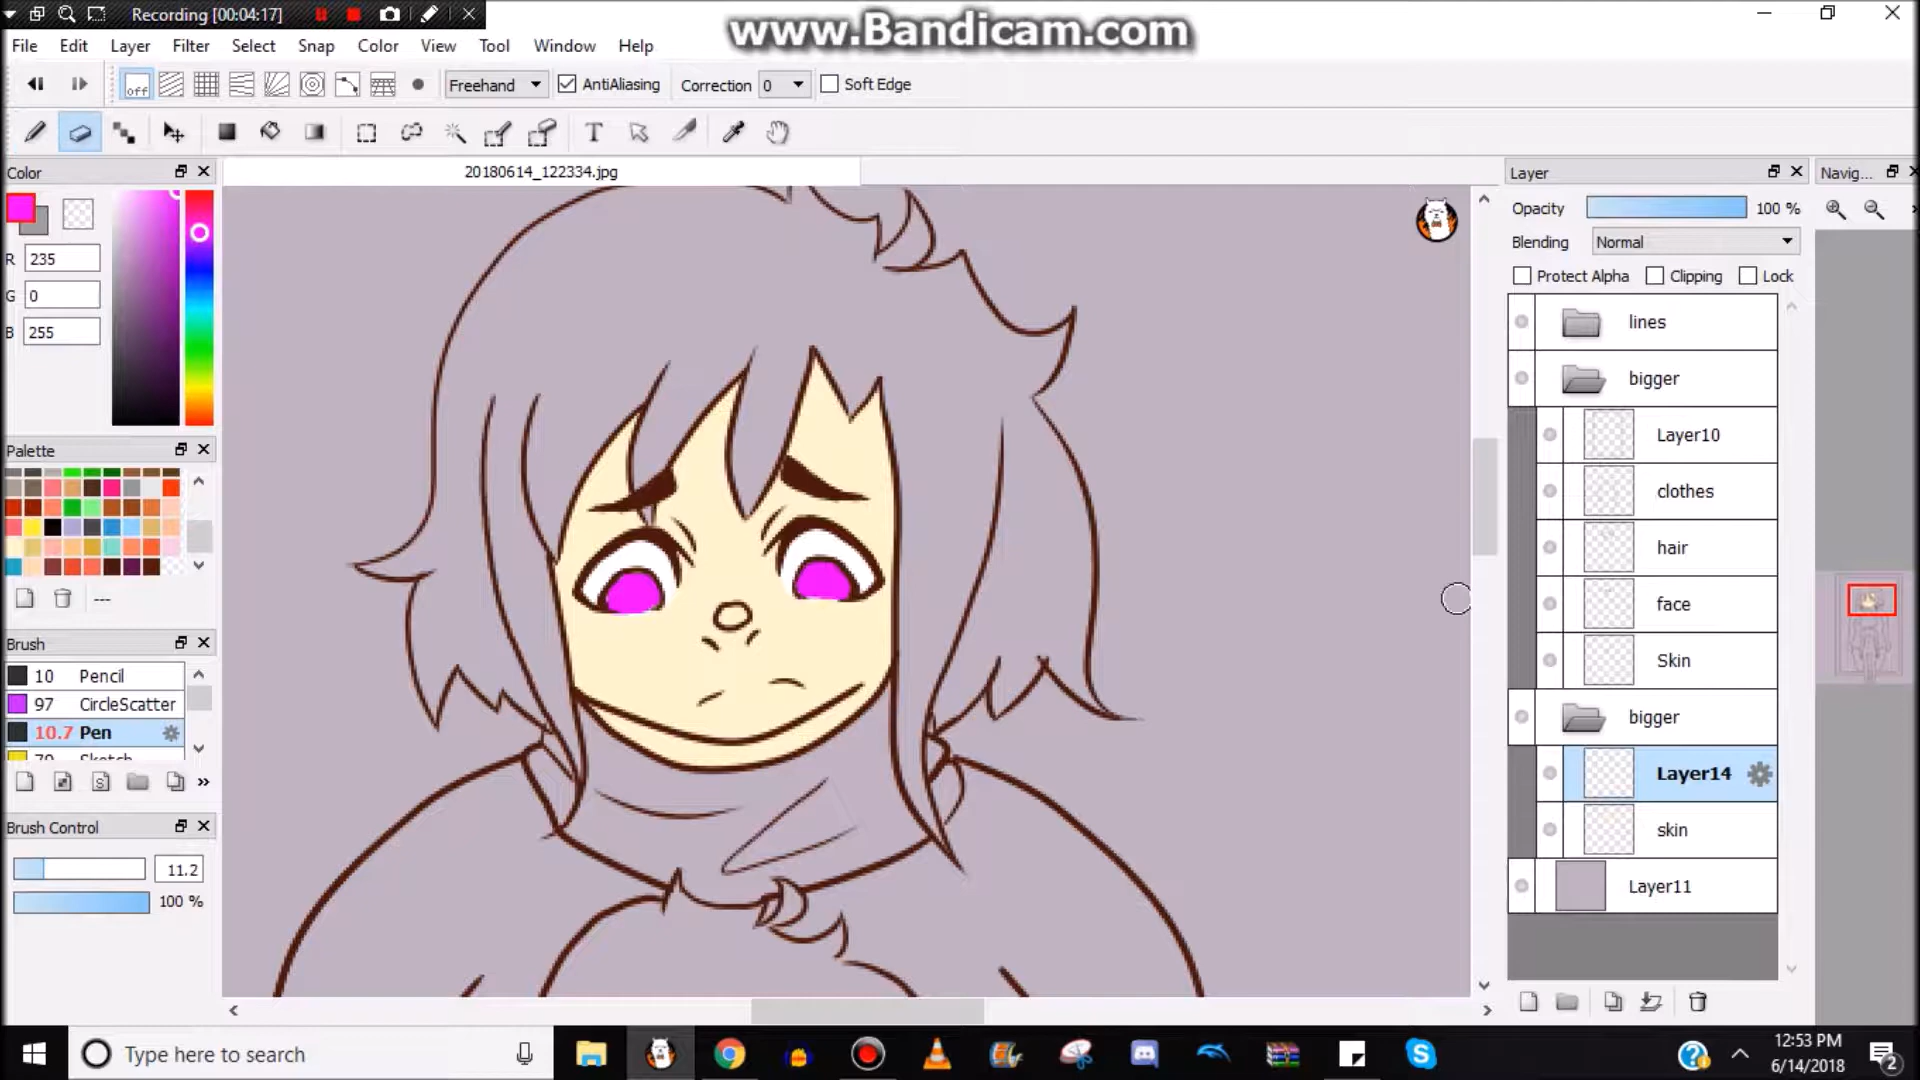 Recording [00:04:17]
www.Bandicam.com
File Edit Layer Filter Select Snap Color View Tool Window Help
off Freehand AntiAliasing Correction 0 Soft Edge
Color
20180614_122334.jpg
Layer
Navig...
R 235
G 0
B 255
Opacity 100 %
Blending Normal
Protect Alpha Clipping Lock
lines
bigger
Layer10
clothes
hair
face
Skin
bigger
Layer14
skin
Layer11
Palette
---
Brush
10 Pencil
97 CircleScatter
10.7 Pen
Brush Control
11.2
100 %
Type here to search
12:53 PM
6/14/2018
2